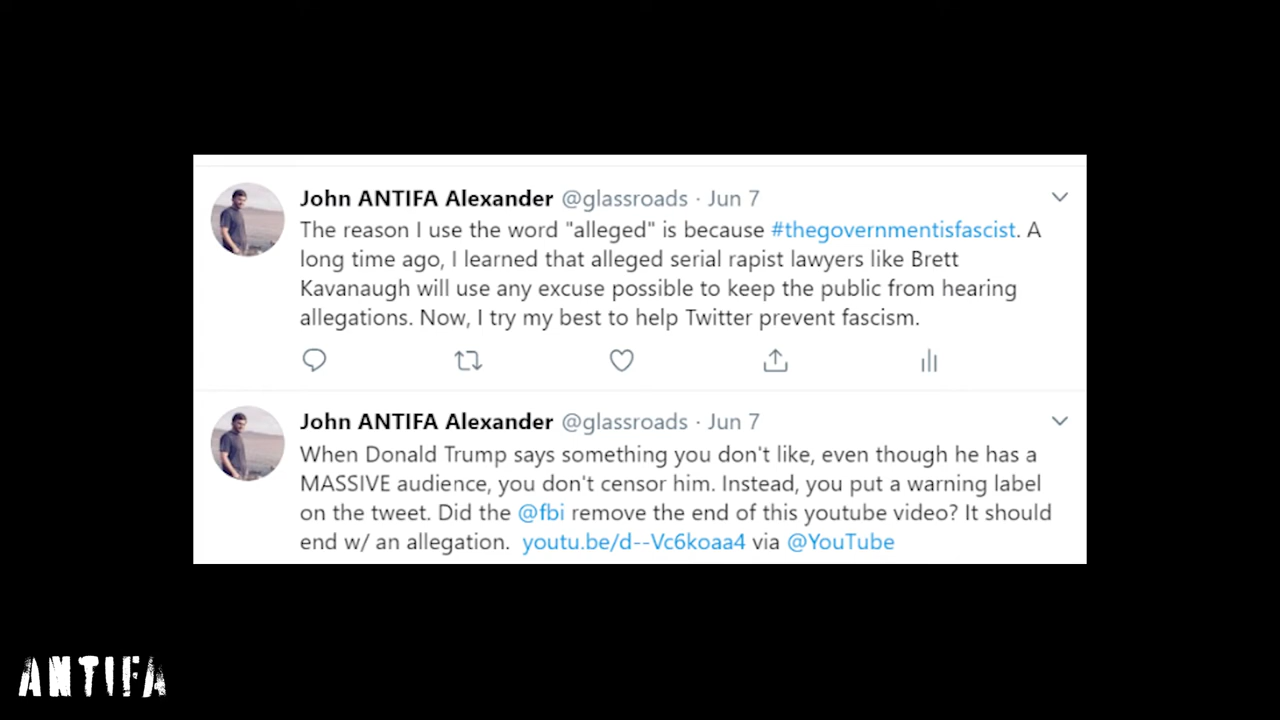 John ANTIFA Alexander @glassroads · Jun 7
The reason I use the word "alleged" is because #thegovernmentisfascist. A
long time ago, I learned that alleged serial rapist lawyers like Brett
Kavanaugh will use any excuse possible to keep the public from hearing
allegations. Now, I try my best to help Twitter prevent fascism.
John ANTIFA Alexander @glassroads · Jun 7
When Donald Trump says something you don't like, even though he has a
MASSIVE audience, you don't censor him. Instead, you put a warning label
on the tweet. Did the @fbi remove the end of this youtube video? It should
end w/ an allegation. youtu.be/d--Vc6koaa4 via @YouTube
ANTIFA